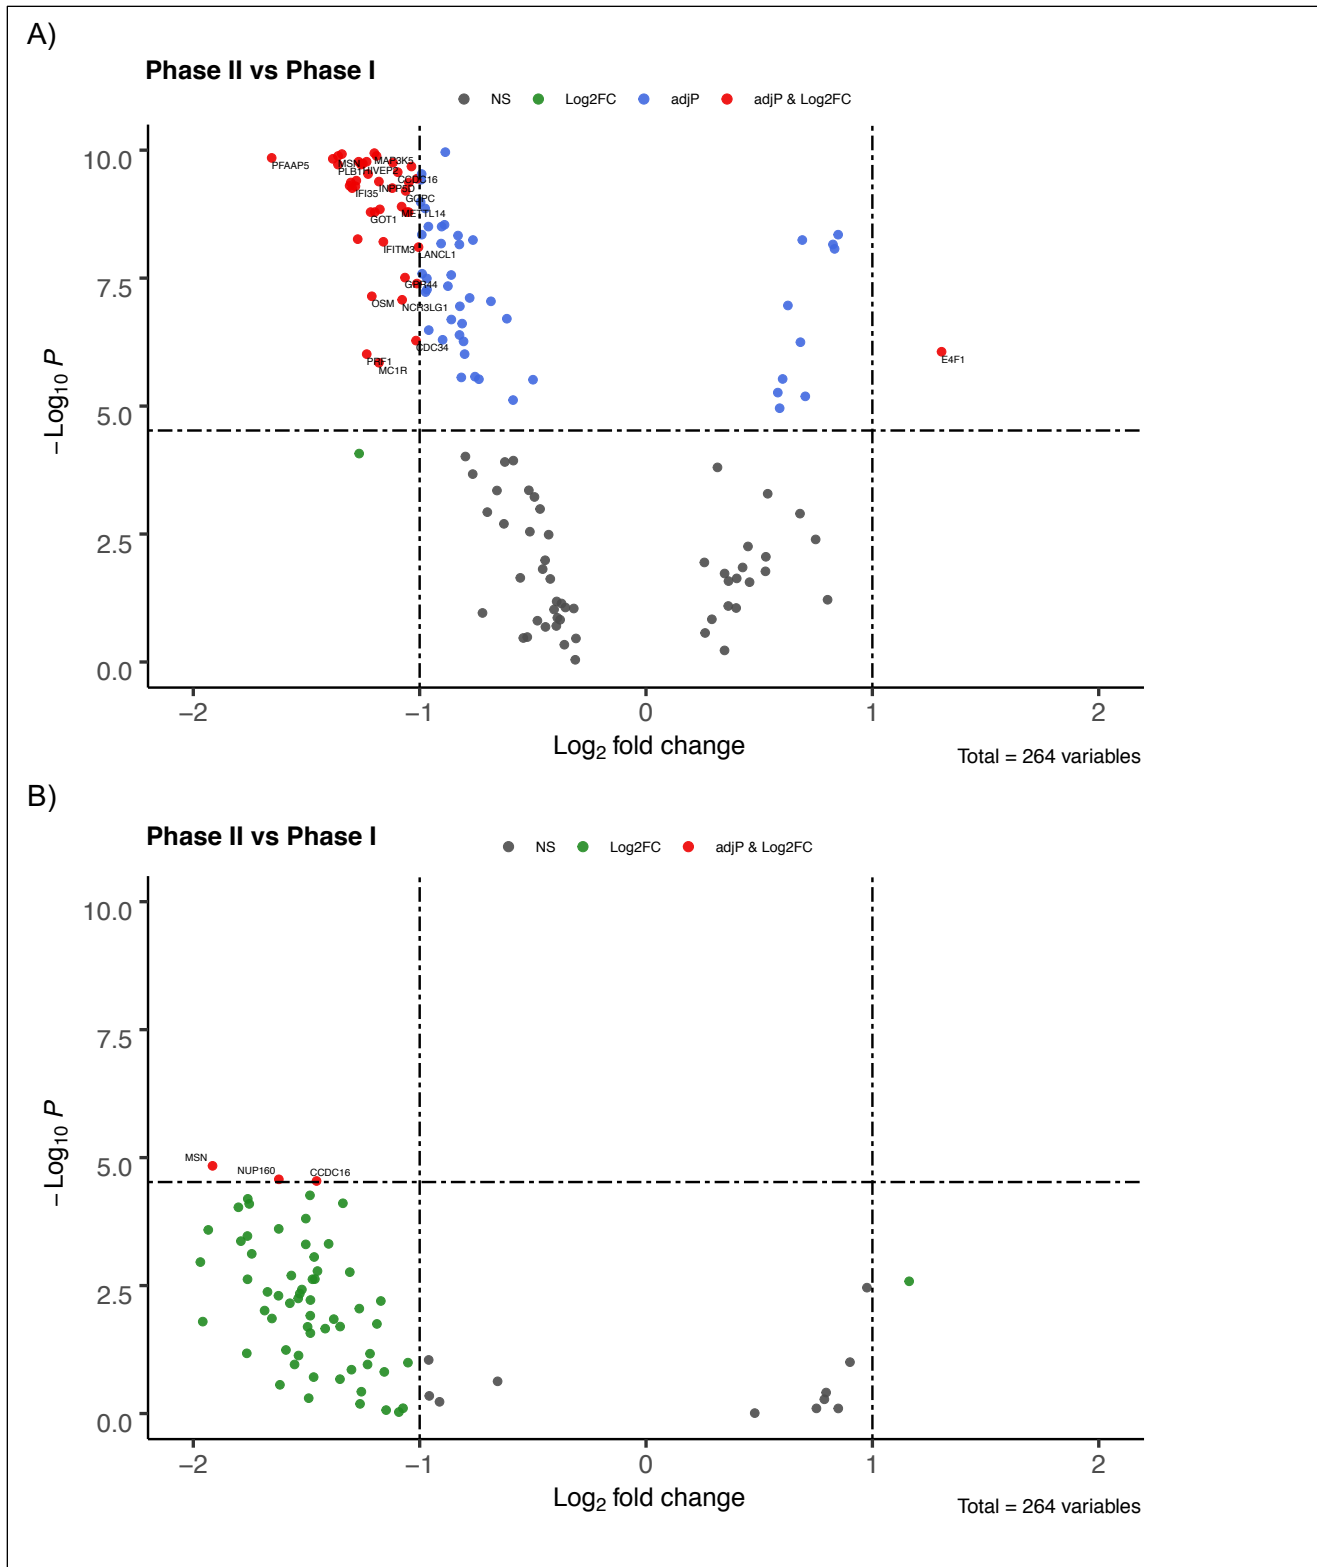 A)
Phase II vs Phase I
NS Log2FC adjP adjP & Log2FC
10.0
7.5
5.0
2.5
0.0
−Log10 P
PFAAP5
MSN
MAP3K5
PLB1
HIVEP2
CCDC16
IFI35
INPP5D
GOPC
GOT1
METTL14
IFITM3
LANCL1
GPR44
OSM
NCR3LG1
CDC34
PRF1
MC1R
E4F1
−2 −1 0 1 2
Log2 fold change
Total = 264 variables
B)
Phase II vs Phase I
NS Log2FC adjP & Log2FC
10.0
7.5
5.0
2.5
0.0
−Log10 P
MSN
NUP160
CCDC16
−2 −1 0 1 2
Log2 fold change
Total = 264 variables